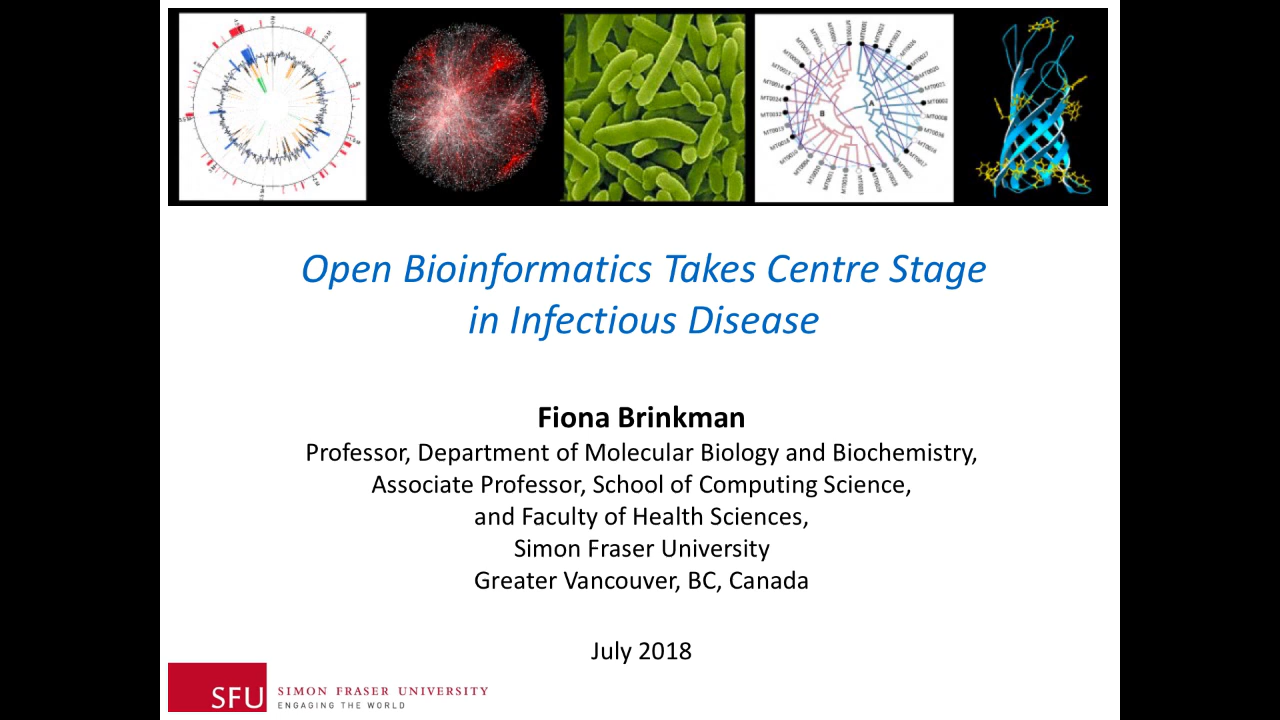 Open Bioinformatics Takes Centre Stage
in Infectious Disease
Fiona Brinkman
Professor, Department of Molecular Biology and Biochemistry,
Associate Professor, School of Computing Science,
and Faculty of Health Sciences,
Simon Fraser University
Greater Vancouver, BC, Canada
July 2018
SFU
SIMON FRASER UNIVERSITY
ENGAGING THE WORLD
A
B